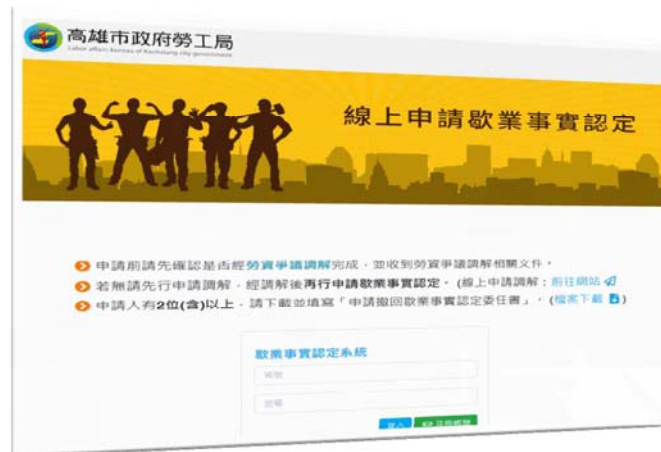 高雄市政府勞工局
Labor affairs Bureau of Kaohsiung city government
線上申請歇業事實認定
申請前請先確認是否經勞資爭議調解完成，並收到勞資爭議調解相關文件。
若無請先行申請調解，經調解後再行申請歇業事實認定。(線上申請調解：前往網站)
申請人有2位(含)以上，請下載並填寫「申請撤回歇業事實認定委任書」。(檔案下載)
歇業事實認定系統
帳號
密碼
登入 註冊帳號